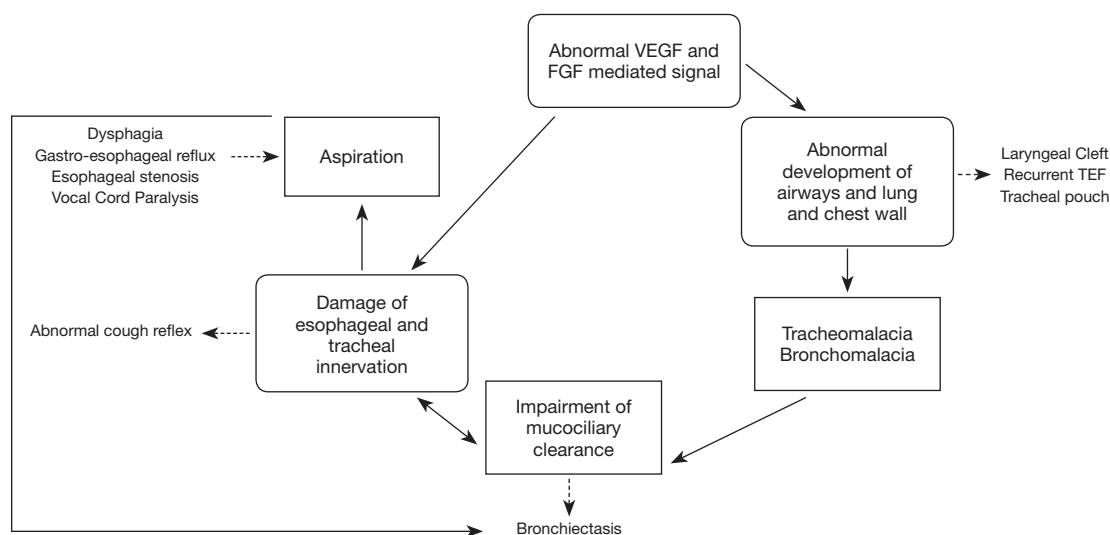 Abnormal VEGF and
FGF mediated signal
Dysphagia
Gastro-esophageal reflux
Esophageal stenosis
Vocal Cord Paralysis
Aspiration
Abnormal
development of
airways and lung
and chest wall
Laryngeal Cleft
Recurrent TEF
Tracheal pouch
Abnormal cough reflex
Damage of
esophageal and
tracheal
innervation
Tracheomalacia
Bronchomalacia
Impairment of
mucociliary
clearance
Bronchiectasis